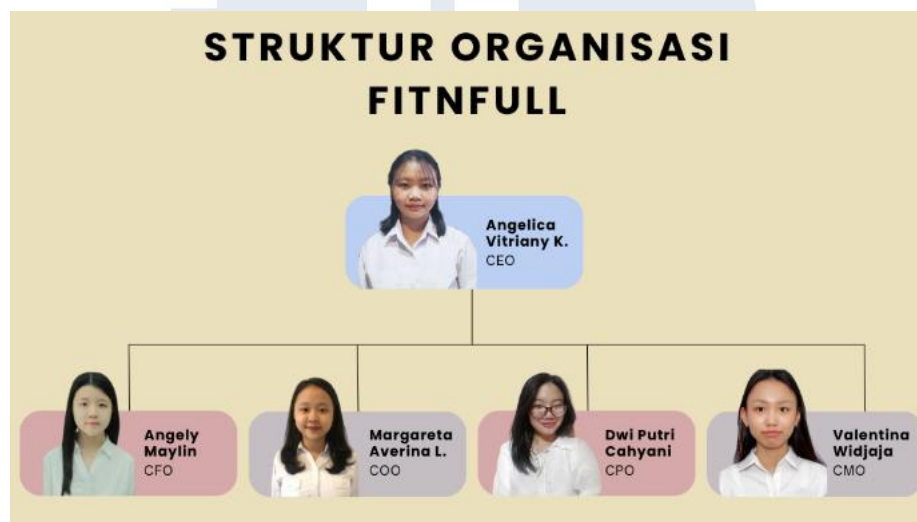 STRUKTUR ORGANISASI
FITNFULL
Angelica
Vitriany K.
CEO
Angely
Maylin
CFO
Margareta
Averina L.
COO
Dwi Putri
Cahyani
CPO
Valentina
Widjaja
CMO